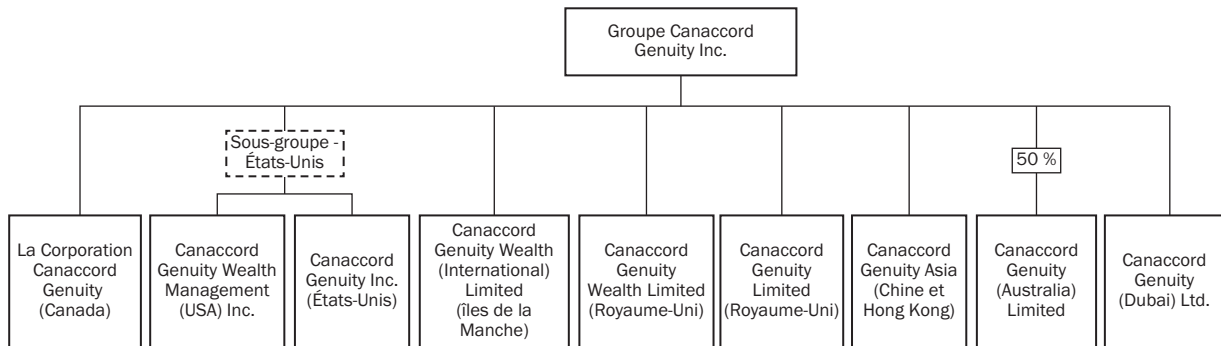 Groupe Canaccord
Genuity Inc.
Sous-groupe -
États-Unis
50 %
La Corporation
Canaccord
Genuity
(Canada)
Canaccord
Genuity Wealth
Management
(USA) Inc.
Canaccord
Genuity Inc.
(États-Unis)
Canaccord
Genuity Wealth
(International)
Limited
(îles de la
Manche)
Canaccord
Genuity
Wealth Limited
(Royaume-Uni)
Canaccord
Genuity
Limited
(Royaume-Uni)
Canaccord
Genuity Asia
(Chine et
Hong Kong)
Canaccord
Genuity
(Australia)
Limited
Canaccord
Genuity
(Dubai) Ltd.